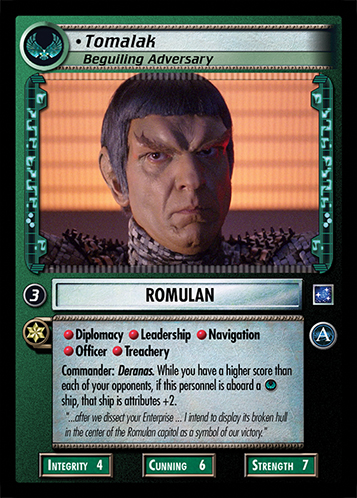 • Tomalak
Beguiling Adversary
3
ROMULAN
A
• Diplomacy • Leadership • Navigation
• Officer • Treachery
Commander: Deranas. While you have a higher score than
each of your opponents, if this personnel is aboard a
ship, that ship is attributes +2.
"...after we dissect your Enterprise ... I intend to display its broken hull
in the center of the Romulan capitol as a symbol of our victory."
INTEGRITY 4 CUNNING 6 STRENGTH 7